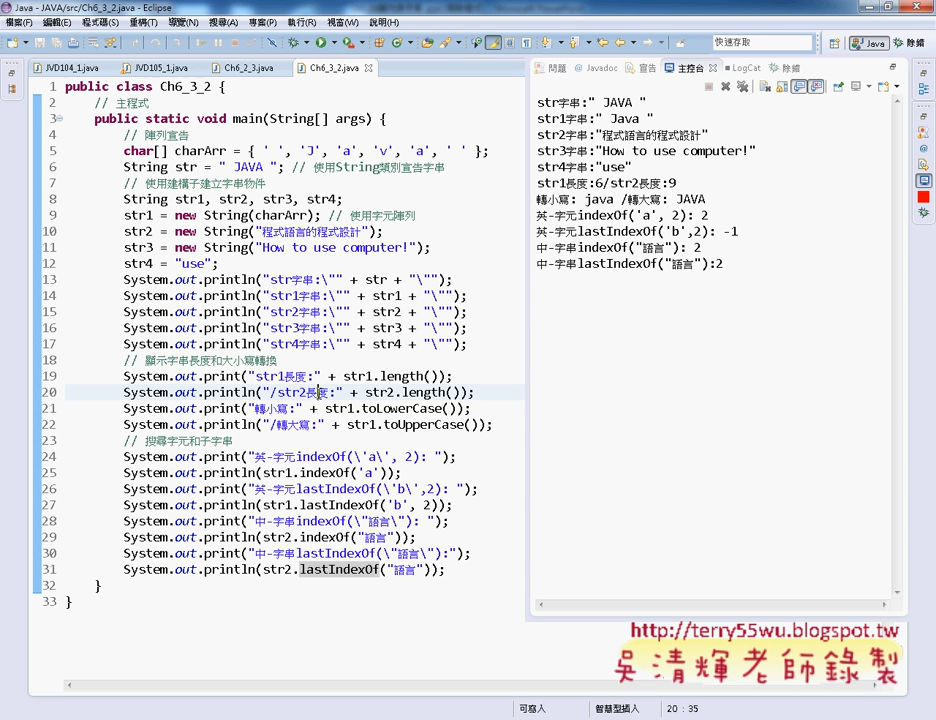 Java - JAVA/src/Ch6_3_2.java - Eclipse
檔案(F) 編輯(E) 程式碼(S) 重構(T) 導覽(N) 搜尋(A) 專案(P) 執行(R) 視窗(W) 說明(H)
快速存取
Java
除錯
JVD104_1.java JVD105_1.java Ch6_2_3.java Ch6_3_2.java
1 public class Ch6_3_2 {
2 // 主程式
3 public static void main(String[] args) {
4 // 陣列宣告
5 char[] charArr = { ' ', 'J', 'a', 'v', 'a', ' ' };
6 String str = " JAVA "; // 使用String類別宣告字串
7 // 使用建構子建立字串物件
8 String str1, str2, str3, str4;
9 str1 = new String(charArr); // 使用字元陣列
10 str2 = new String("程式語言的程式設計");
11 str3 = new String("How to use computer!");
12 str4 = "use";
13 System.out.println("str字串:\"" + str + "\"");
14 System.out.println("str1字串:\"" + str1 + "\"");
15 System.out.println("str2字串:\"" + str2 + "\"");
16 System.out.println("str3字串:\"" + str3 + "\"");
17 System.out.println("str4字串:\"" + str4 + "\"");
18 // 顯示字串長度和大小寫轉換
19 System.out.print("str1長度:" + str1.length());
20 System.out.println("/str2長度:" + str2.length());
21 System.out.print("轉小寫:" + str1.toLowerCase());
22 System.out.println("/轉大寫:" + str1.toUpperCase());
23 // 搜尋字元和子字串
24 System.out.print("英-字元indexOf(\'a\', 2): ");
25 System.out.println(str1.indexOf('a'));
26 System.out.print("英-字元lastIndexOf(\'b\',2): ");
27 System.out.println(str1.lastIndexOf('b', 2));
28 System.out.print("中-字串indexOf(\"語言\"): ");
29 System.out.println(str2.indexOf("語言"));
30 System.out.print("中-字串lastIndexOf(\"語言\"):");
31 System.out.println(str2.lastIndexOf("語言"));
32 }
33 }
問題 Javadoc 宣告 主控台 LogCat 除錯
str字串:" JAVA "
str1字串:" Java "
str2字串:"程式語言的程式設計"
str3字串:"How to use computer!"
str4字串:"use"
str1長度:6/str2長度:9
轉小寫: java /轉大寫: JAVA
英-字元indexOf('a', 2): 2
英-字元lastIndexOf('b',2): -1
中-字串indexOf("語言"): 2
中-字串lastIndexOf("語言"):2
http://terry55wu.blogspot.tw
吳清輝老師錄製
可寫入 智慧型插入 20 : 35